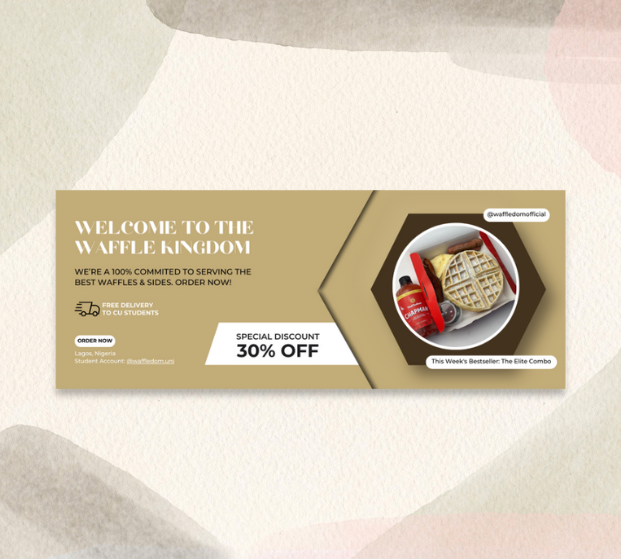 WELCOME TO THE
WAFFLE KINGDOM
WE'RE A 100% COMMITED TO SERVING THE
BEST WAFFLES & SIDES. ORDER NOW!
FREE DELIVERY
TO CU STUDENTS
ORDER NOW
Lagos, Nigeria
Student Account: @waffledom.uni
SPECIAL DISCOUNT
30% OFF
@waffledomofficial
CHAPMAN
This Week's Bestseller: The Elite Combo